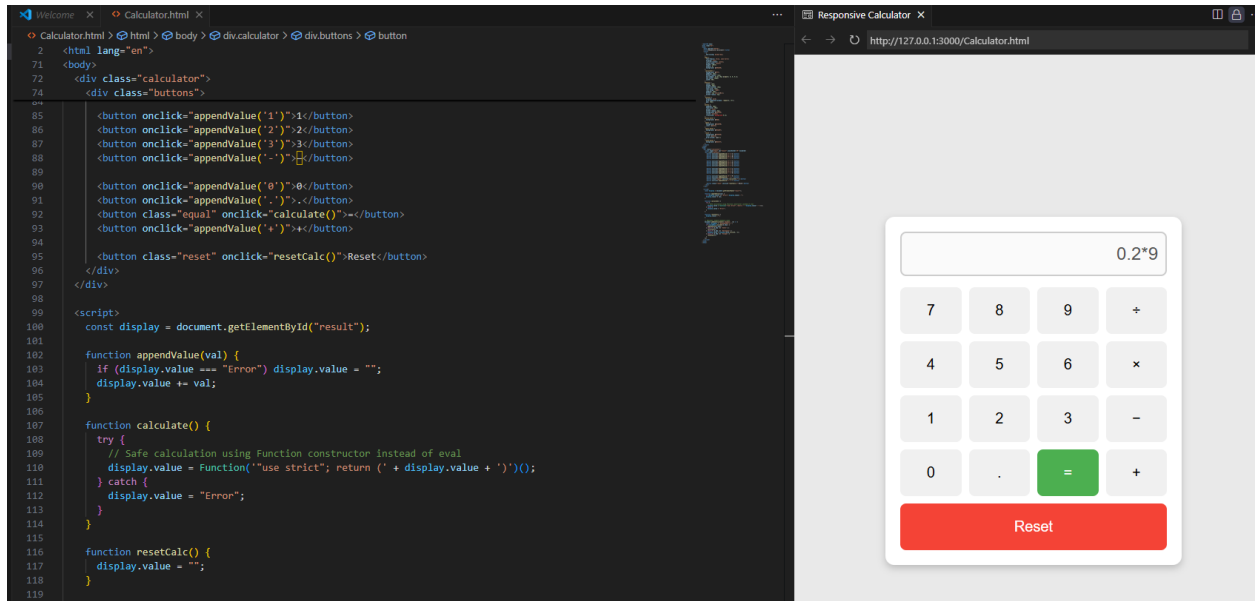 Welcome
Calculator.html
Calculator.html > html > body > div.calculator > div.buttons > button
2 <html lang="en">
71 <body>
72 <div class="calculator">
74 <div class="buttons">
84
85 <button onclick="appendValue('1')">1</button>
86 <button onclick="appendValue('2')">2</button>
87 <button onclick="appendValue('3')">3</button>
88 <button onclick="appendValue('-')">−</button>
89
90 <button onclick="appendValue('0')">0</button>
91 <button onclick="appendValue('.')">.</button>
92 <button class="equal" onclick="calculate()">=</button>
93 <button onclick="appendValue('+')">+</button>
94
95 <button class="reset" onclick="resetCalc()">Reset</button>
96 </div>
97 </div>
98
99 <script>
100 const display = document.getElementById("result");
101
102 function appendValue(val) {
103 if (display.value === "Error") display.value = "";
104 display.value += val;
105 }
106
107 function calculate() {
108 try {
109 // Safe calculation using Function constructor instead of eval
110 display.value = Function('"use strict"; return (' + display.value + ')')();
111 } catch {
112 display.value = "Error";
113 }
114 }
115
116 function resetCalc() {
117 display.value = "";
118 }
119
Responsive Calculator
http://127.0.0.1:3000/Calculator.html
0.2*9
7 8 9 ÷
4 5 6 ×
1 2 3 −
0 . = +
Reset